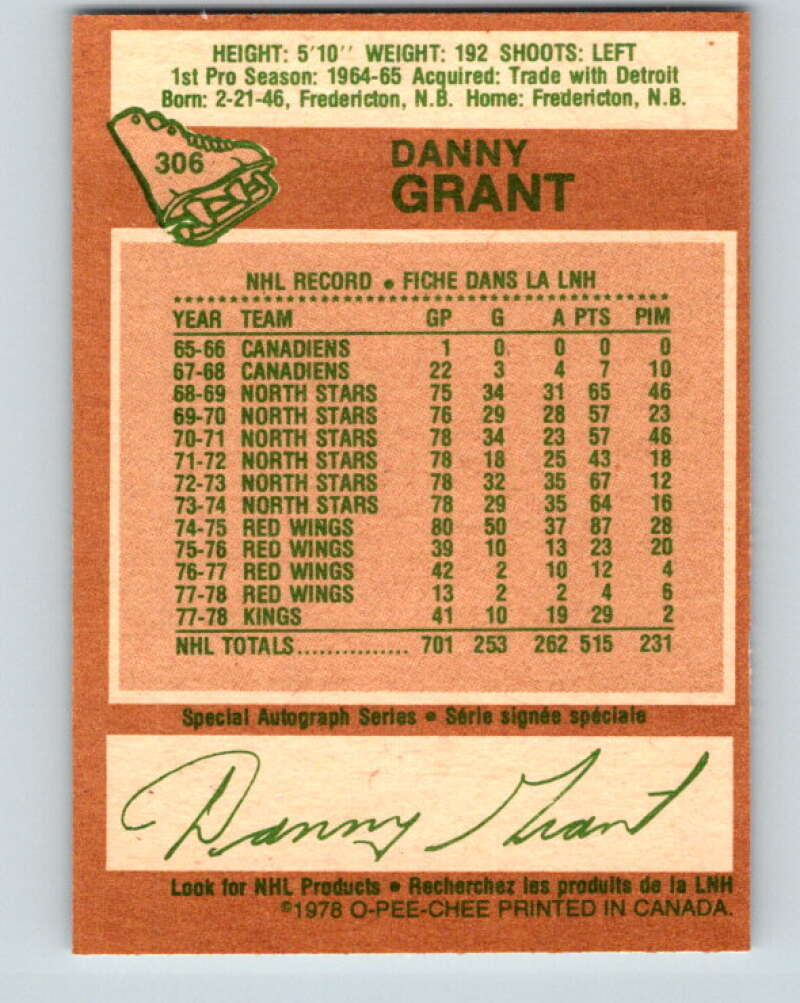 HEIGHT: 5'10'' WEIGHT: 192 SHOOTS: LEFT
1st Pro Season: 1964-65 Acquired: Trade with Detroit
Born: 2-21-46, Fredericton, N.B. Home: Fredericton, N.B.
306
DANNY
GRANT
NHL RECORD • FICHE DANS LA LNH
YEAR TEAM GP G A PTS PIM
65-66 CANADIENS 1 0 0 0 0
67-68 CANADIENS 22 3 4 7 10
68-69 NORTH STARS 75 34 31 65 46
69-70 NORTH STARS 76 29 28 57 23
70-71 NORTH STARS 78 34 23 57 46
71-72 NORTH STARS 78 18 25 43 18
72-73 NORTH STARS 78 32 35 67 12
73-74 NORTH STARS 78 29 35 64 16
74-75 RED WINGS 80 50 37 87 28
75-76 RED WINGS 39 10 13 23 20
76-77 RED WINGS 42 2 10 12 4
77-78 RED WINGS 13 2 2 4 6
77-78 KINGS 41 10 19 29 2
NHL TOTALS............... 701 253 262 515 231
Special Autograph Series • Série signée spéciale
Danny Grant
Look for NHL Products • Recherchez les produits de la LNH
©1978 O-PEE-CHEE PRINTED IN CANADA.